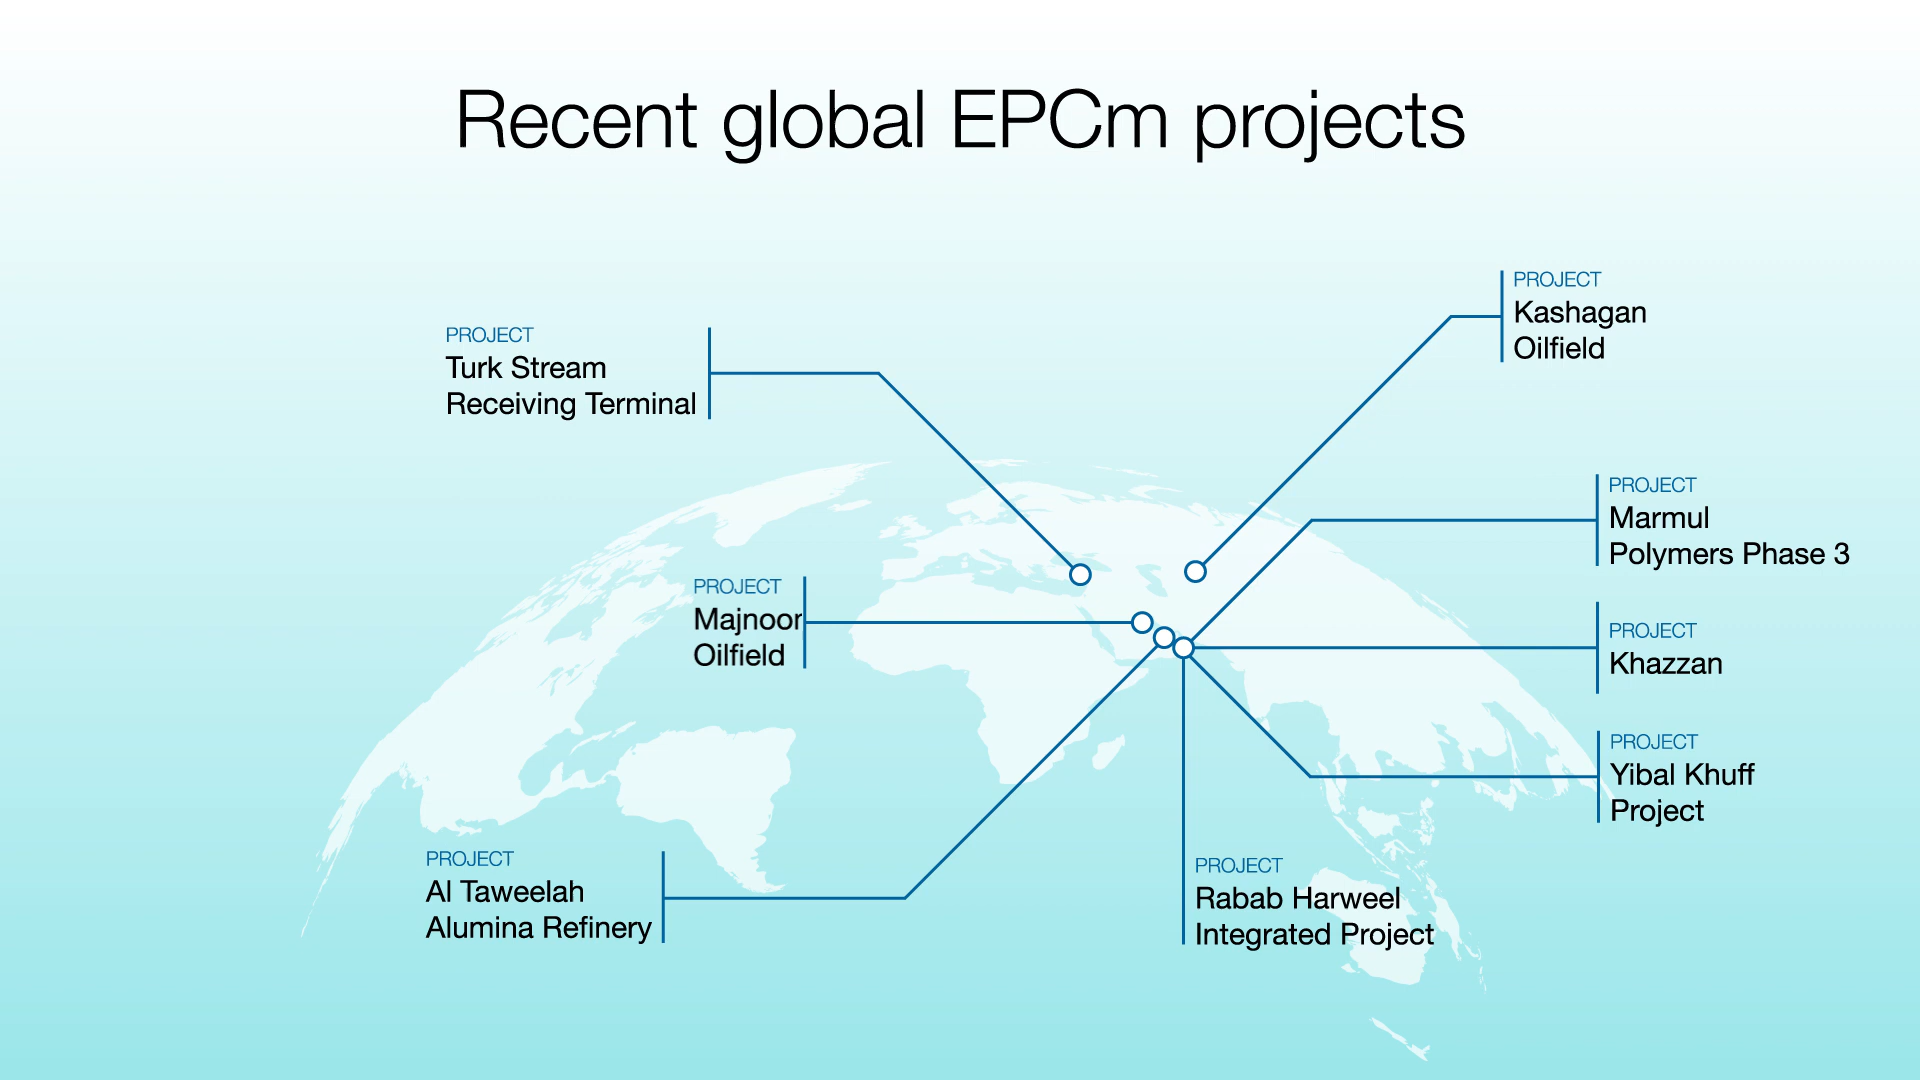 Recent global EPCm projects
PROJECT
Kashagan
Oilfield
PROJECT
Turk Stream
Receiving Terminal
PROJECT
Marmul
Polymers Phase 3
PROJECT
Majnoor
Oilfield
PROJECT
Khazzan
PROJECT
Yibal Khuff
Project
PROJECT
Al Taweelah
Alumina Refinery
PROJECT
Rabab Harweel
Integrated Project